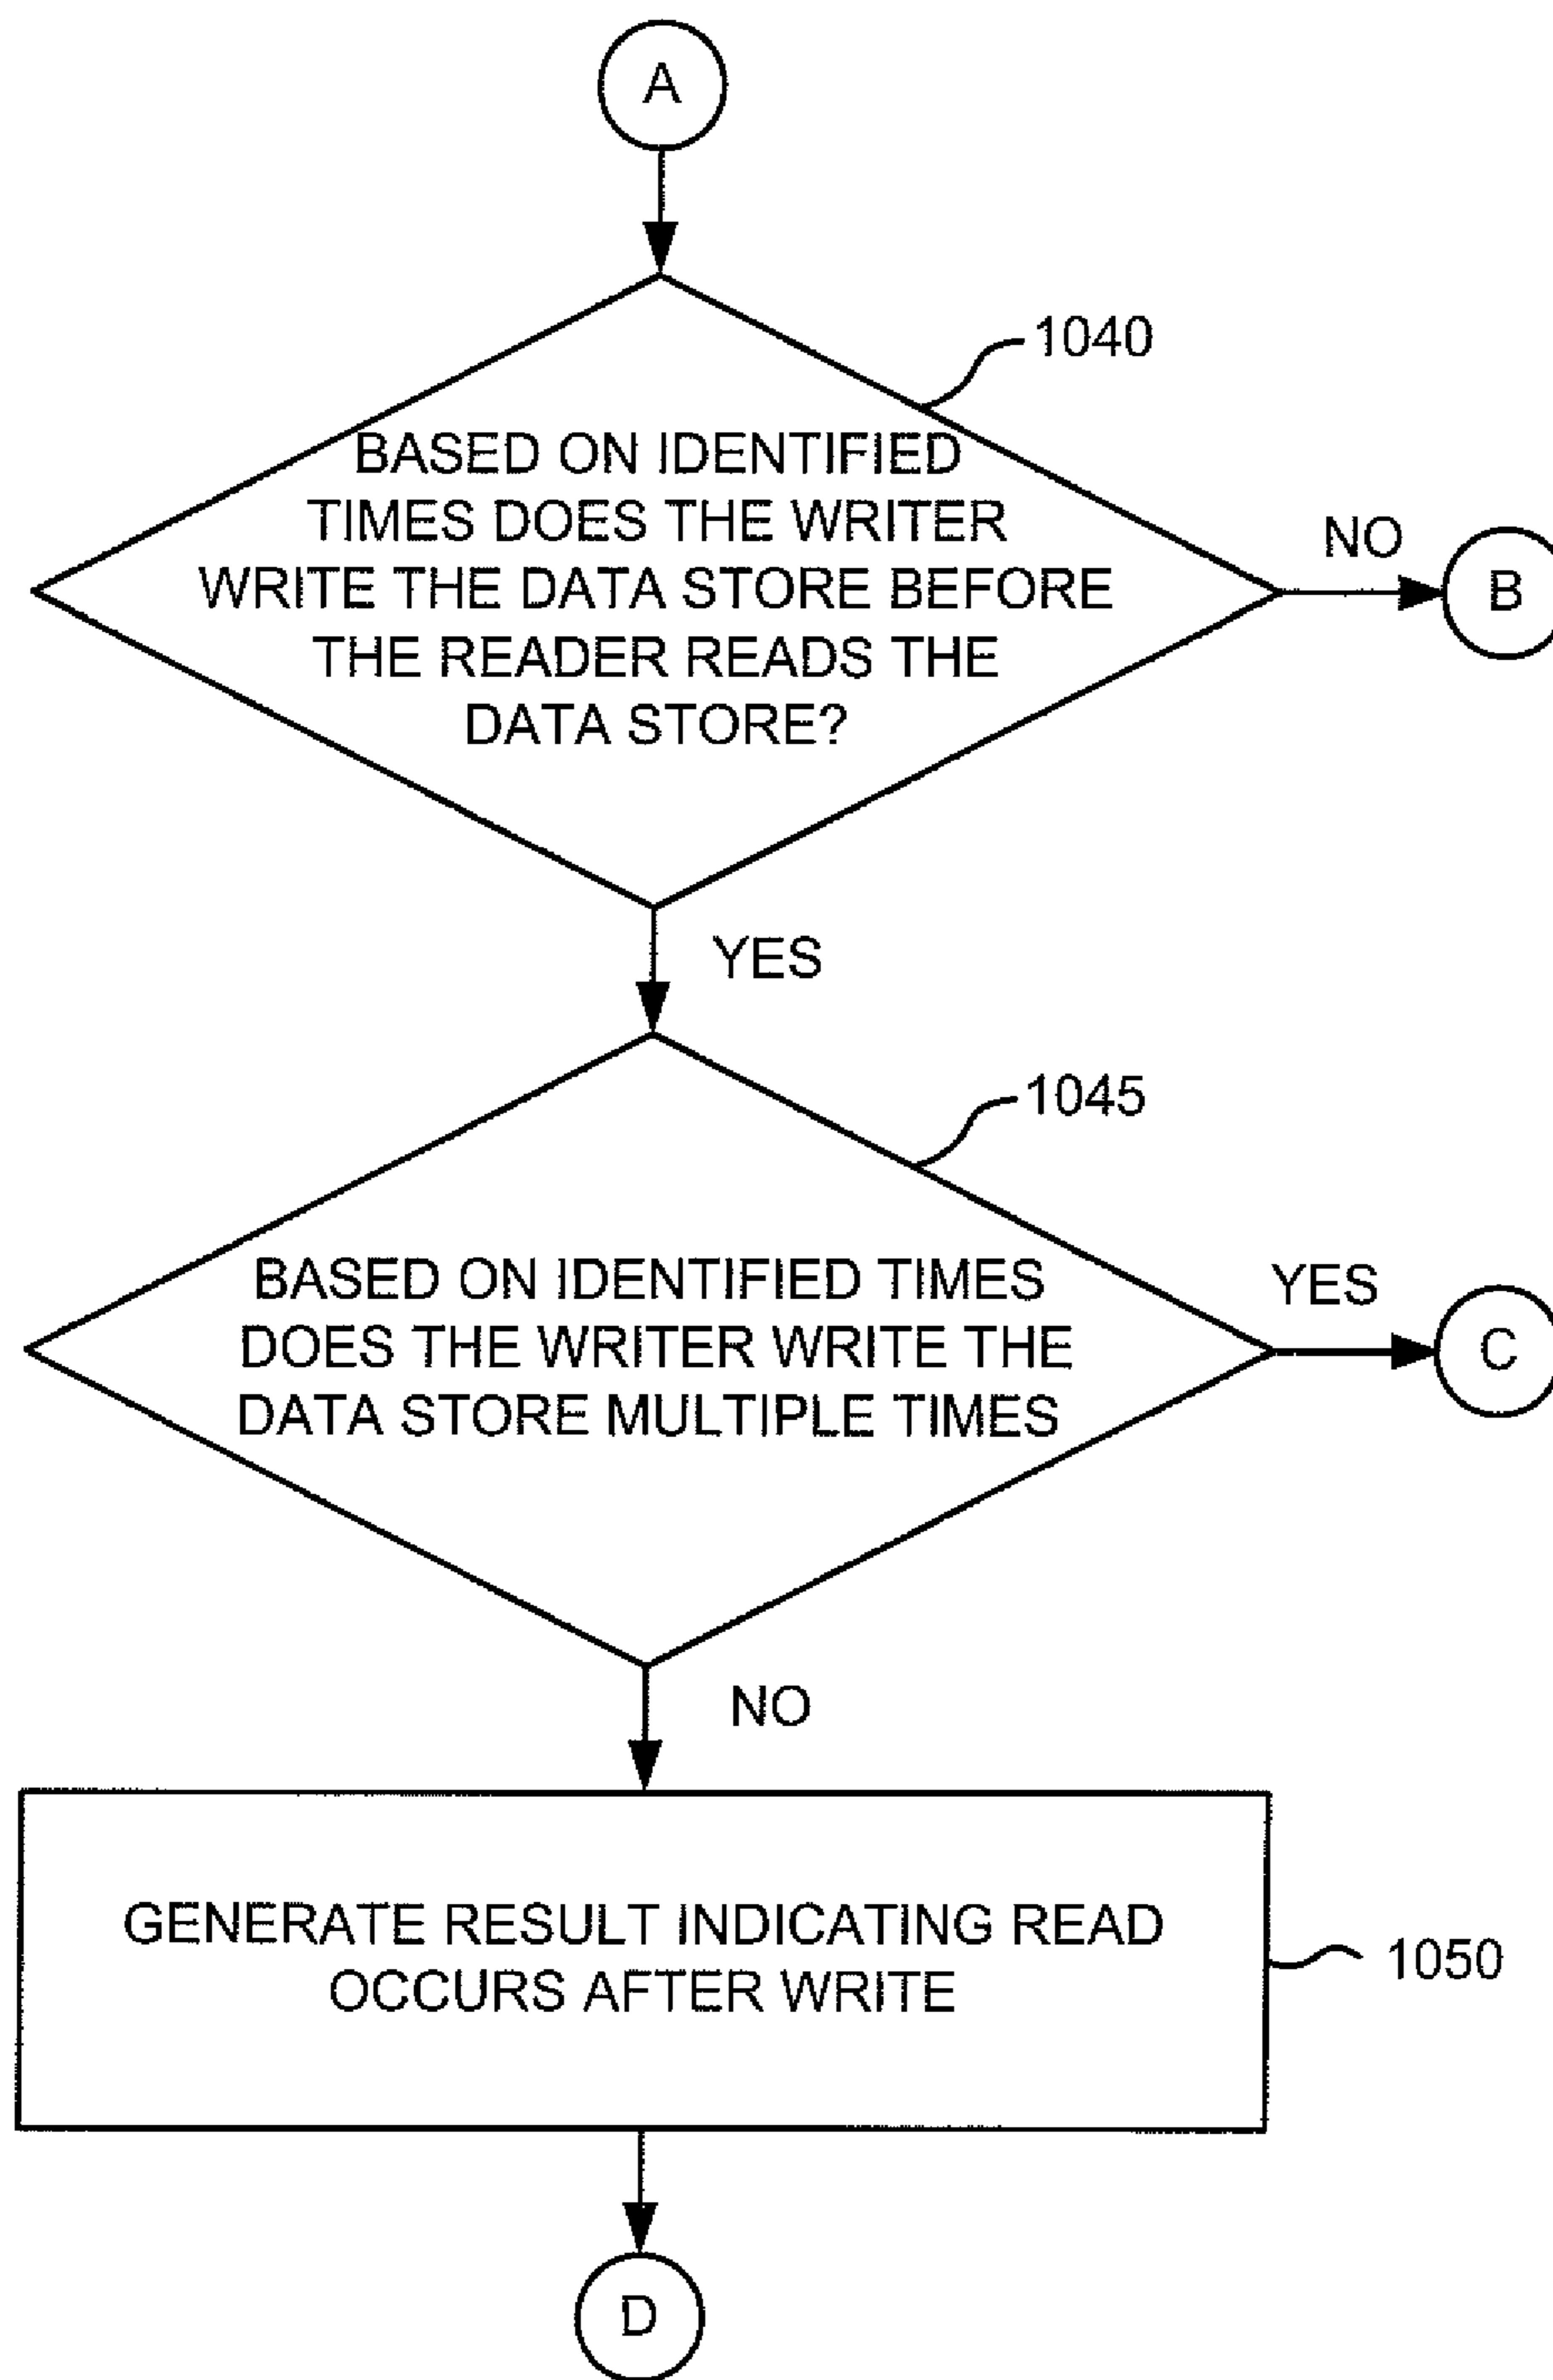 A
1040
BASED ON IDENTIFIED
TIMES DOES THE WRITER
WRITE THE DATA STORE BEFORE
THE READER READS THE
DATA STORE?
NO
B
YES
1045
BASED ON IDENTIFIED TIMES
DOES THE WRITER WRITE THE
DATA STORE MULTIPLE TIMES
YES
C
NO
GENERATE RESULT INDICATING READ
OCCURS AFTER WRITE
1050
D